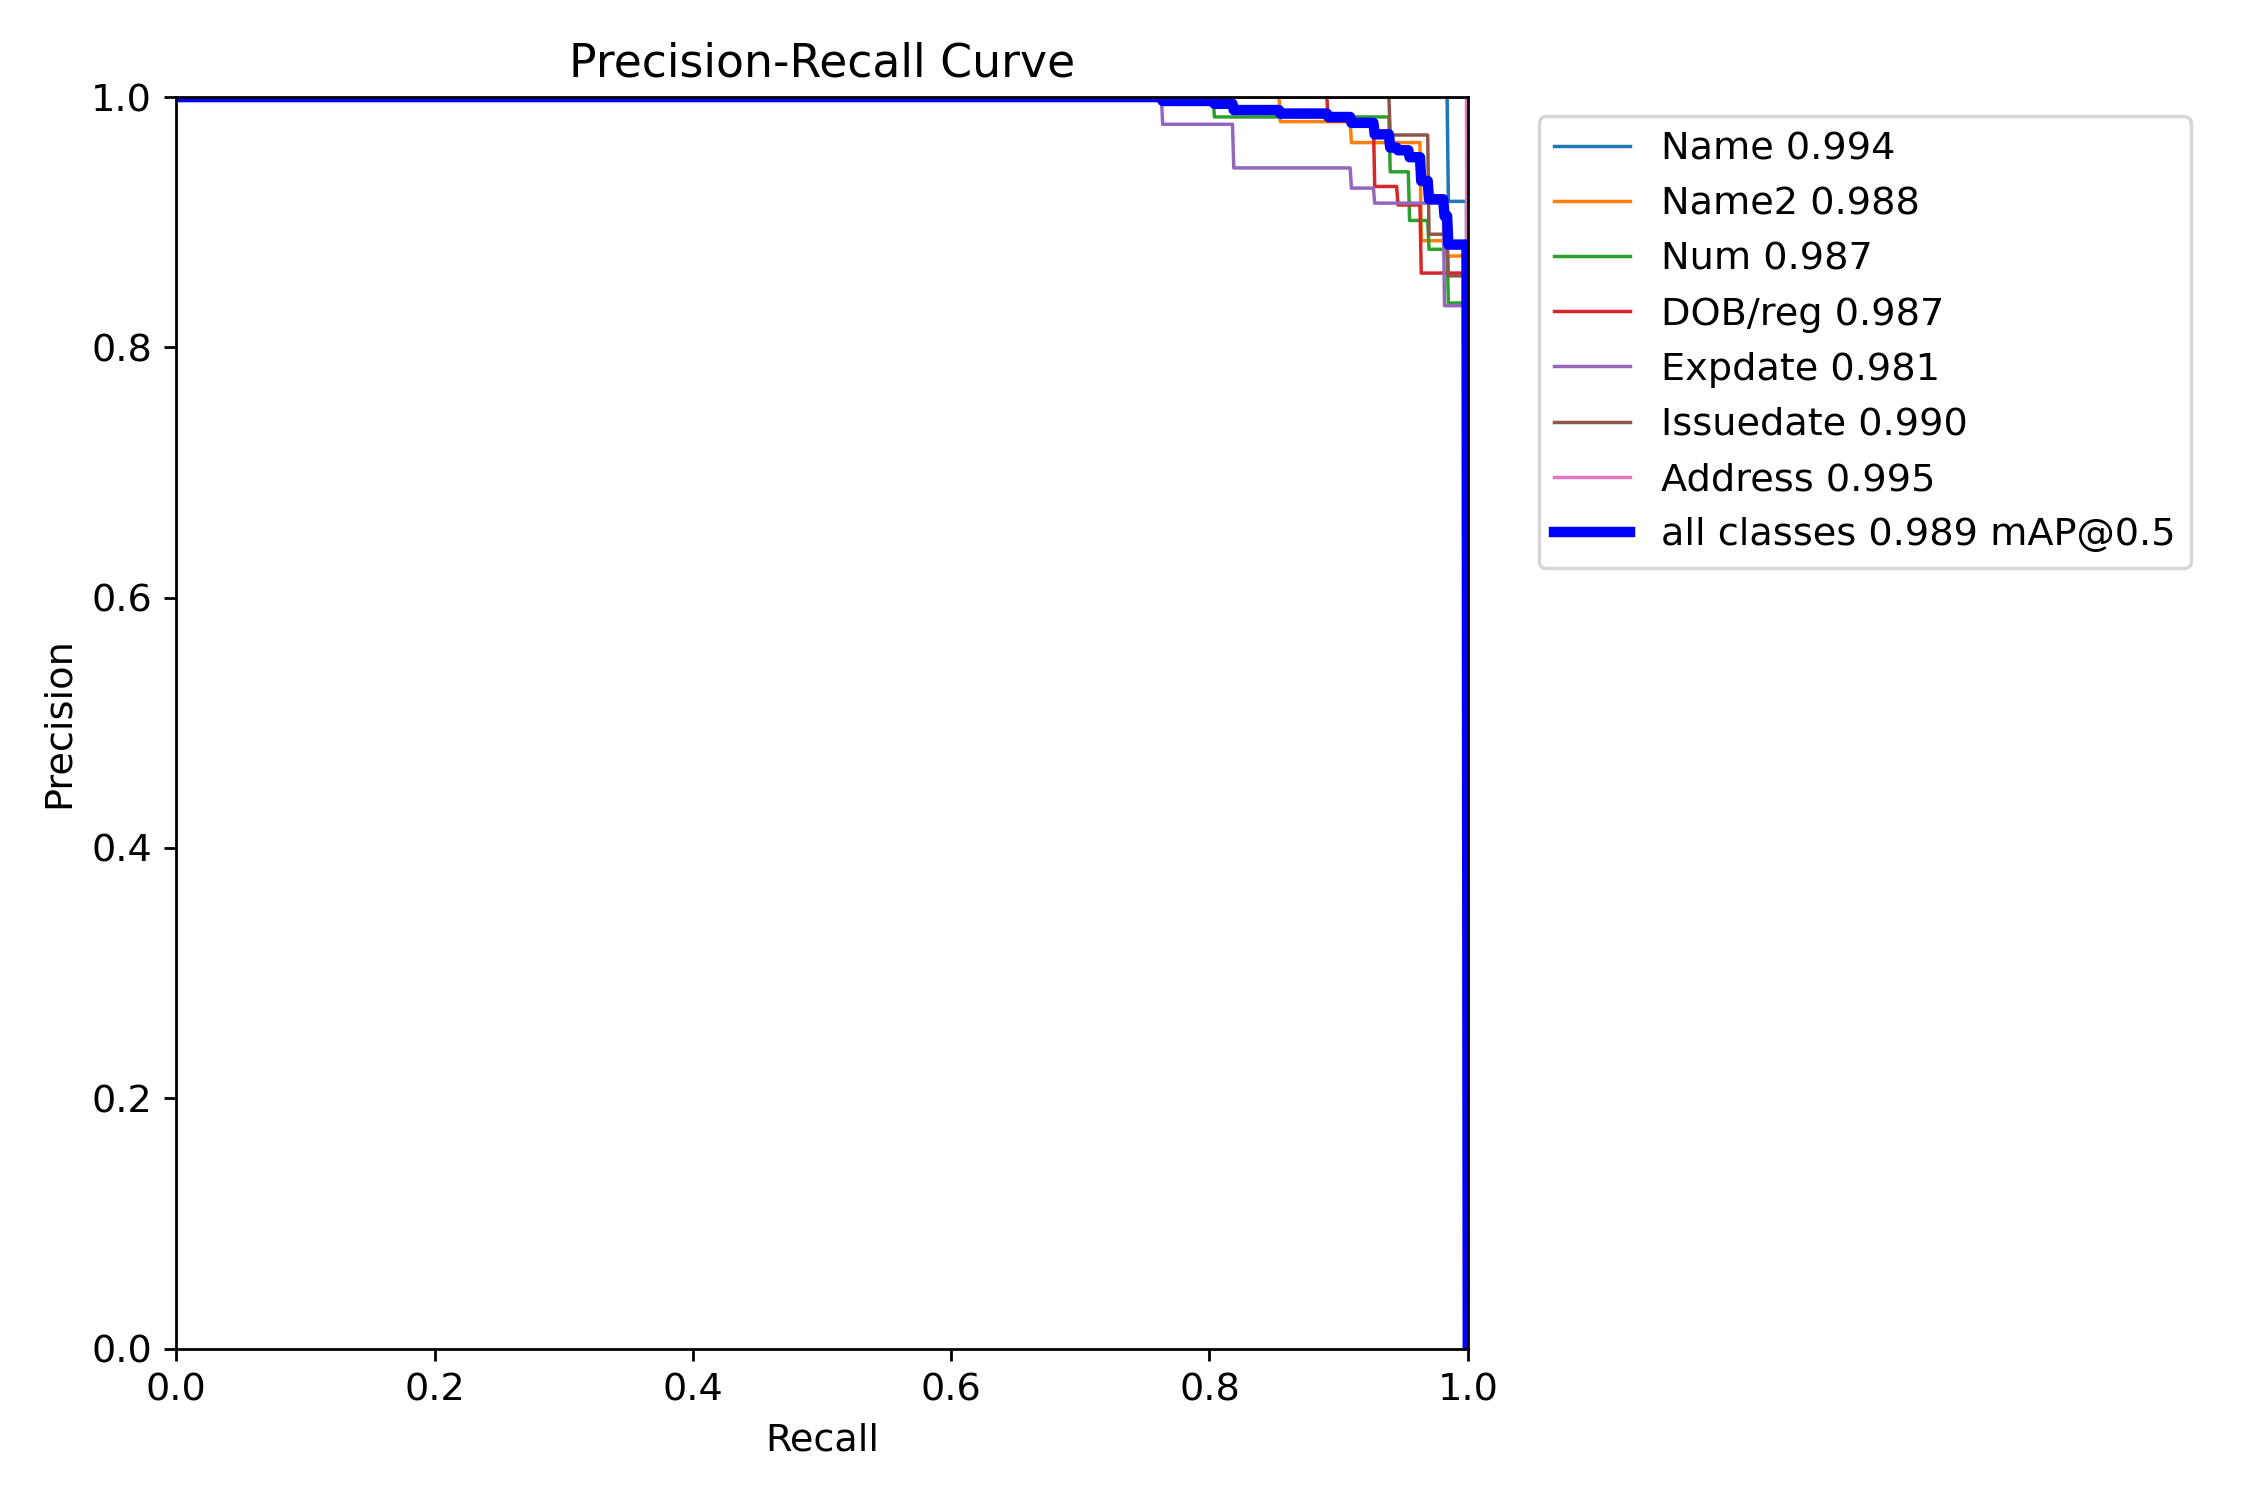 Precision-Recall Curve
1.0
0.8
0.6
0.4
0.2
0.0
Precision
0.0 0.2 0.4 0.6 0.8 1.0
Recall
Name 0.994
Name2 0.988
Num 0.987
DOB/reg 0.987
Expdate 0.981
Issuedate 0.990
Address 0.995
all classes 0.989 mAP@0.5